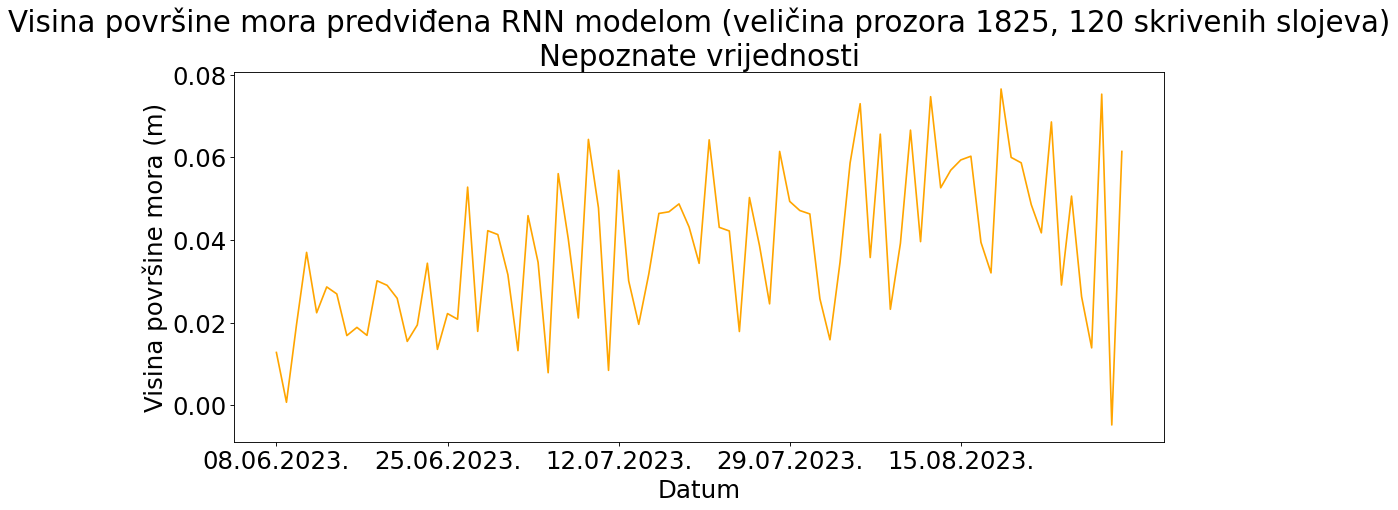 Visina površine mora predviđena RNN modelom (veličina prozora 1825, 120 skrivenih slojeva)
Nepoznate vrijednosti
0.08
0.06
0.04
0.02
0.00
Visina površine mora (m)
08.06.2023.
25.06.2023.
12.07.2023.
29.07.2023.
15.08.2023.
Datum